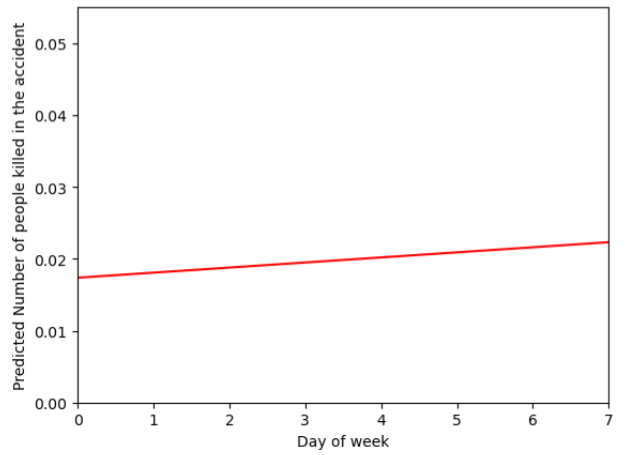 Predicted Number of people killed in the accident
0.05
0.04
0.03
0.02
0.01
0.00
0 1 2 3 4 5 6 7
Day of week